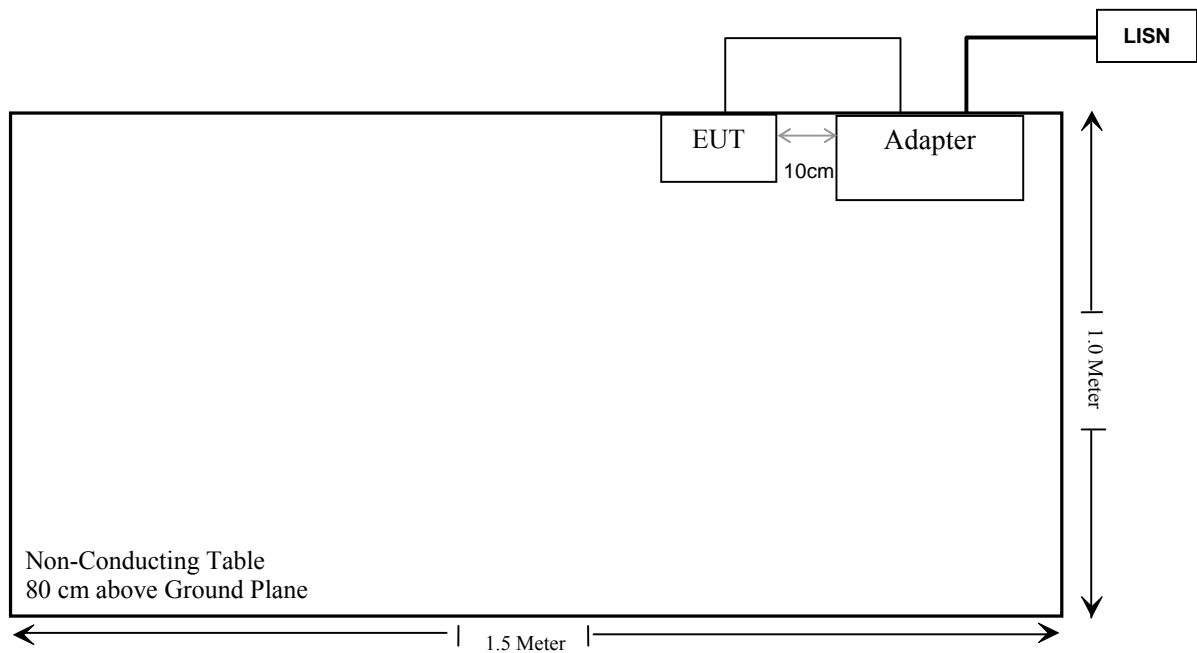 LISN
EUT
Adapter
10cm
1.0 Meter
Non-Conducting Table
80 cm above Ground Plane
1.5 Meter